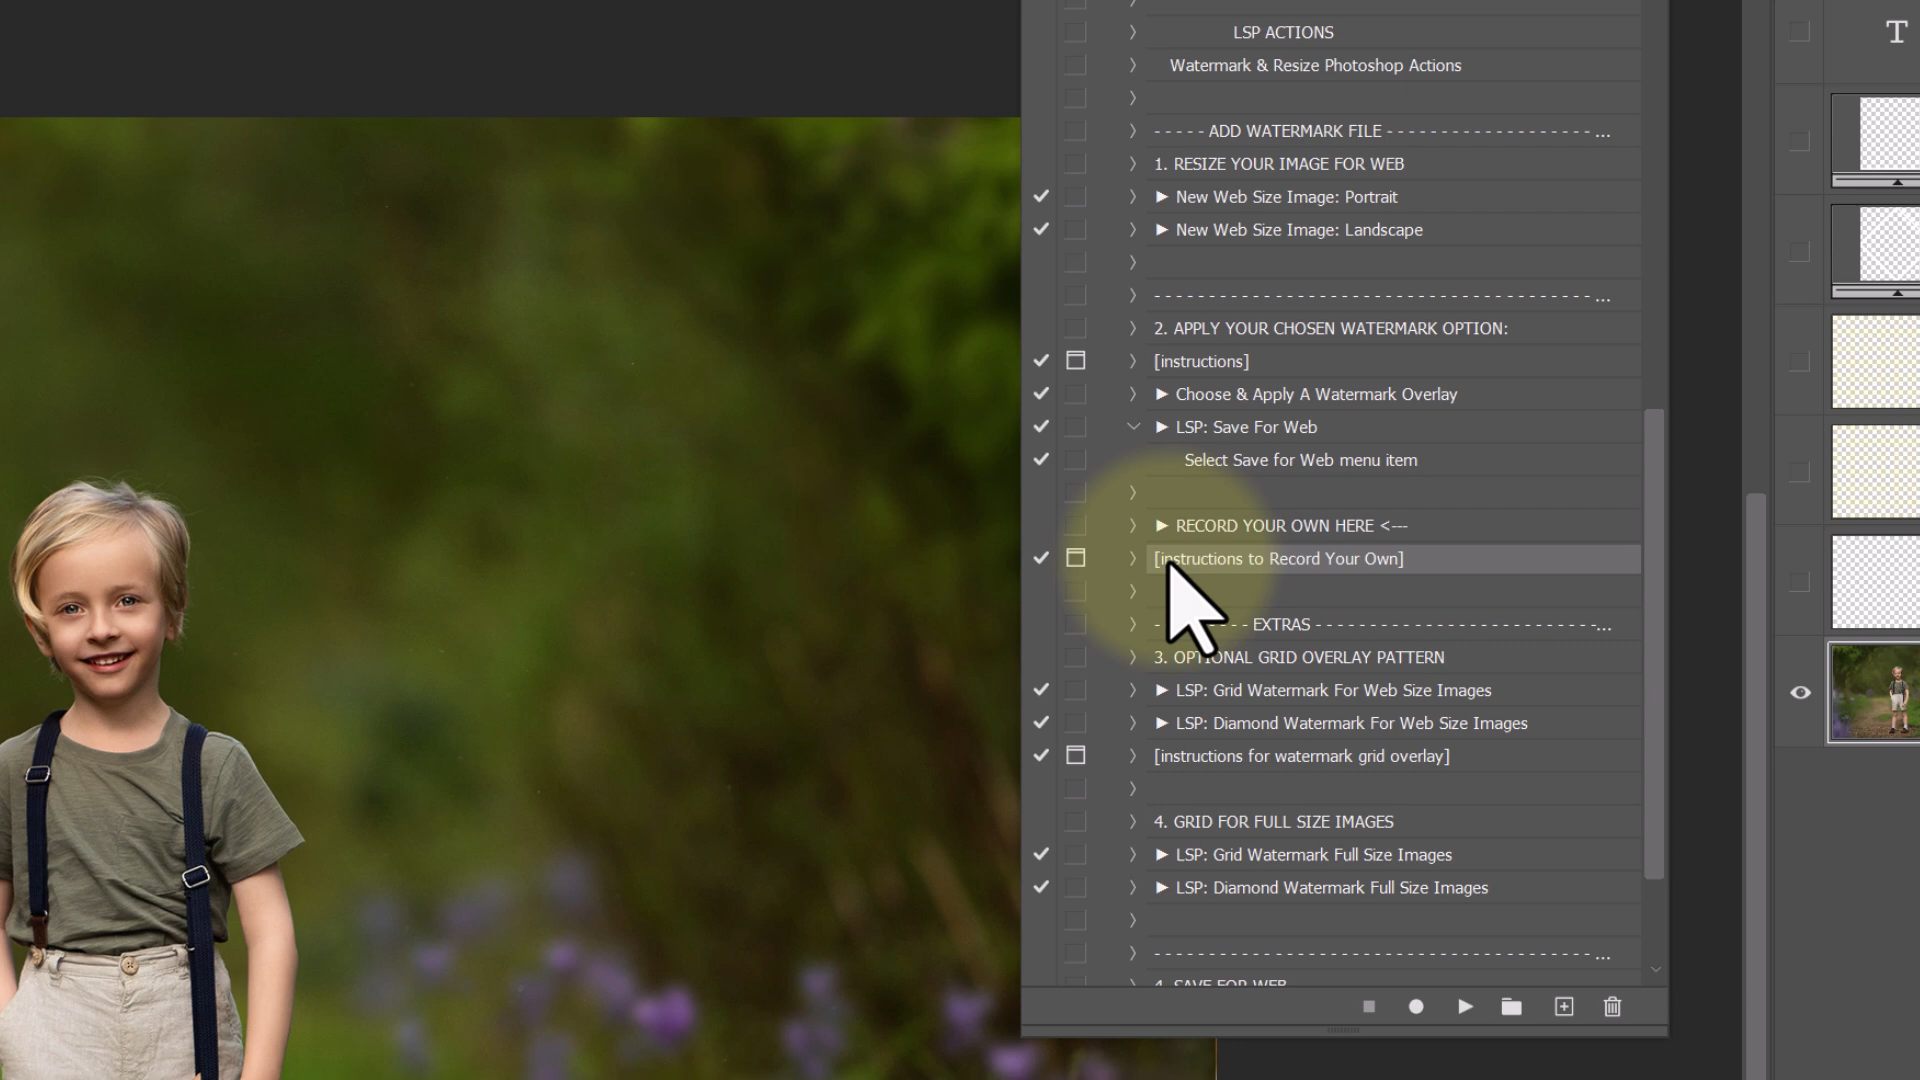 LSP ACTIONS
Watermark & Resize Photoshop Actions
- - - - - ADD WATERMARK FILE - - - - - - - - - - - - - - - - - - - ...
1. RESIZE YOUR IMAGE FOR WEB
► New Web Size Image: Portrait
► New Web Size Image: Landscape
- - - - - - - - - - - - - - - - - - - - - - - - - - - - - - - - - - - - - - - - ...
2. APPLY YOUR CHOSEN WATERMARK OPTION:
[instructions]
► Choose & Apply A Watermark Overlay
► LSP: Save For Web
Select Save for Web menu item
► RECORD YOUR OWN HERE <---
[instructions to Record Your Own]
- - - - EXTRAS - - - - - - - - - - - - - - - - - - - - - - - - - -...
3. OPTIONAL GRID OVERLAY PATTERN
► LSP: Grid Watermark For Web Size Images
► LSP: Diamond Watermark For Web Size Images
[instructions for watermark grid overlay]
4. GRID FOR FULL SIZE IMAGES
► LSP: Grid Watermark Full Size Images
► LSP: Diamond Watermark Full Size Images
- - - - - - - - - - - - - - - - - - - - - - - - - - - - - - - - - - - - - - - - ...
4. SAVE FOR WEB